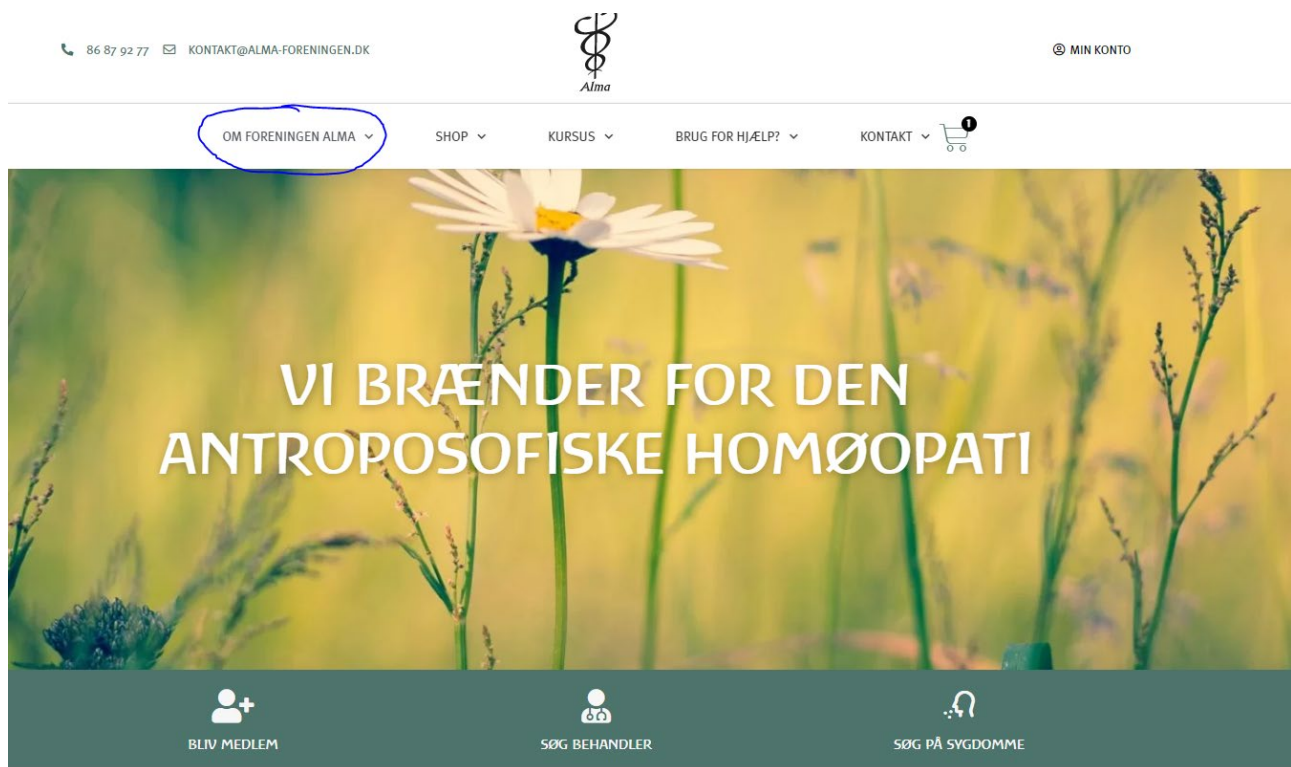 86 87 92 77 KONTAKT@ALMA-FORENINGEN.DK
Alma
MIN KONTO
OM FORENINGEN ALMA SHOP KURSUS BRUG FOR HJÆLP? KONTAKT 1
VI BRÆNDER FOR DEN
ANTROPOSOFISKE HOMØOPATI
BLIV MEDLEM SØG BEHANDLER SØG PÅ SYGDOMME